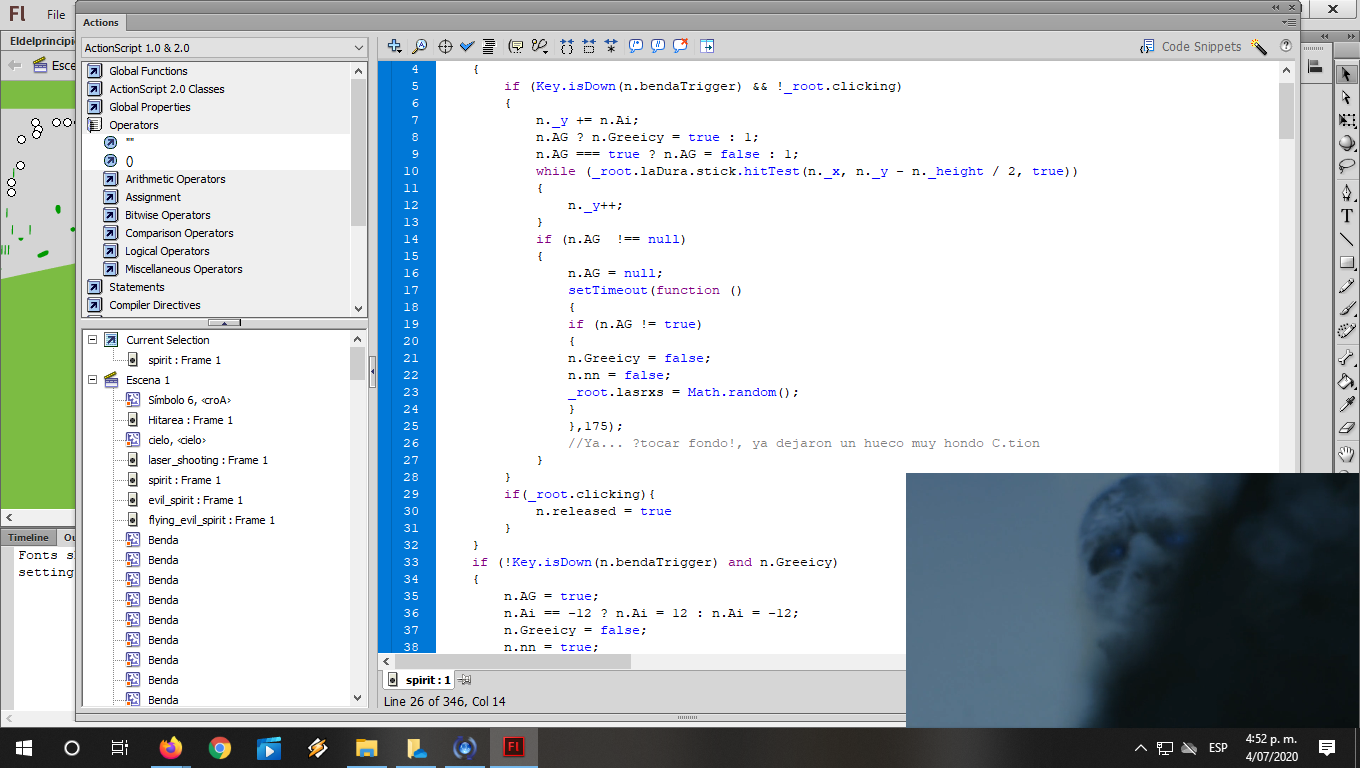 Fl File
Actions
Eldelprincipi
Esce
ActionScript 1.0 & 2.0
Global Functions
ActionScript 2.0 Classes
Global Properties
Operators
""
()
Arithmetic Operators
Assignment
Bitwise Operators
Comparison Operators
Logical Operators
Miscellaneous Operators
Statements
Compiler Directives
Current Selection
spirit : Frame 1
Escena 1
Símbolo 6, <croA>
Hitarea : Frame 1
cielo, <cielo>
laser_shooting : Frame 1
spirit : Frame 1
evil_spirit : Frame 1
flying_evil_spirit : Frame 1
Benda
Benda
Benda
Benda
Benda
Benda
Benda
Benda
Benda
Timeline Ou
Fonts s
setting
Code Snippets
4 {
5 if (Key.isDown(n.bendaTrigger) && !_root.clicking)
6 {
7 n._y += n.Ai;
8 n.AG ? n.Greeicy = true : 1;
9 n.AG === true ? n.AG = false : 1;
10 while (_root.laDura.stick.hitTest(n._x, n._y - n._height / 2, true))
11 {
12 n._y++;
13 }
14 if (n.AG  !== null)
15 {
16 n.AG = null;
17 setTimeout(function ()
18 {
19 if (n.AG != true)
20 {
21 n.Greeicy = false;
22 n.nn = false;
23 _root.lasrxs = Math.random();
24 }
25 },175);
26 //Ya... ?tocar fondo!, ya dejaron un hueco muy hondo C.tion
27 }
28 }
29 if(_root.clicking){
30 n.released = true
31 }
32 }
33 if (!Key.isDown(n.bendaTrigger) and n.Greeicy)
34 {
35 n.AG = true;
36 n.Ai == -12 ? n.Ai = 12 : n.Ai = -12;
37 n.Greeicy = false;
38 n.nn = true;
spirit : 1
Line 26 of 346, Col 14
Fl
ESP
4:52 p. m.
4/07/2020